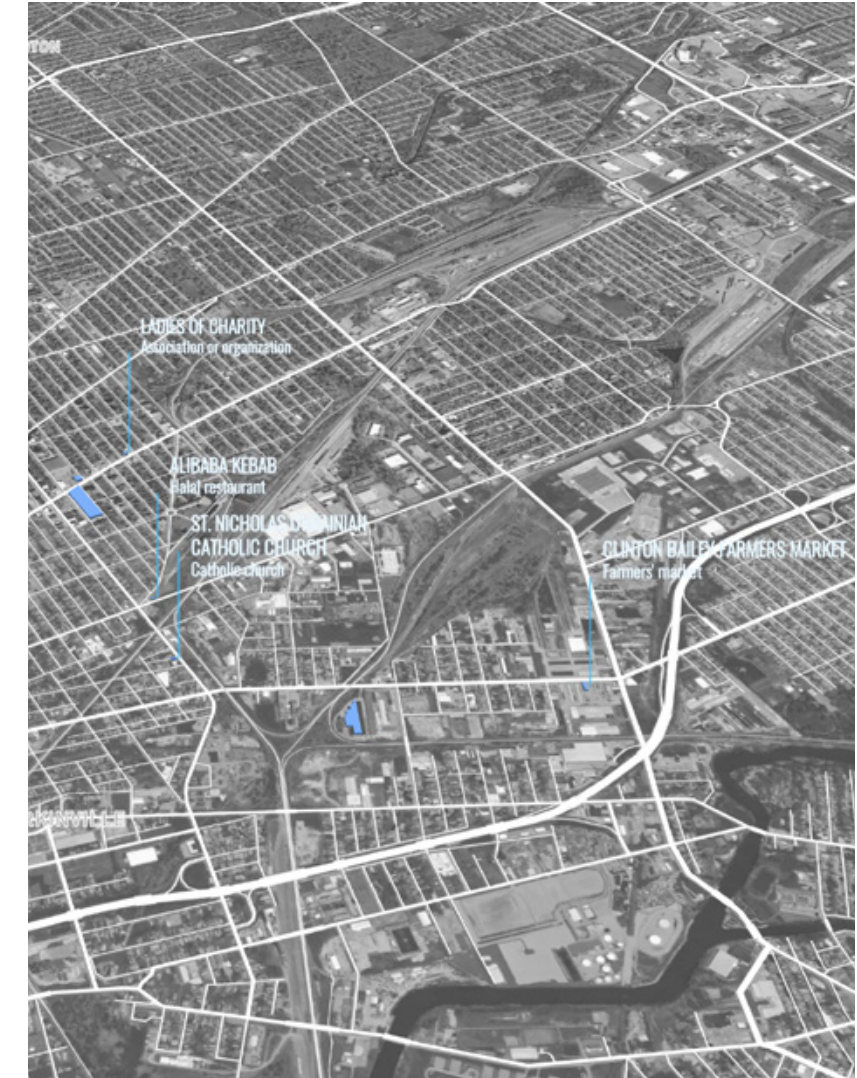 TON
LADIES OF CHARITY
Association or organization
ALIBABA KEBAB
Halal restaurant
ST. NICHOLAS UKRAINIAN
CATHOLIC CHURCH
Catholic church
CLINTON BAILEY FARMERS MARKET
Farmers' market